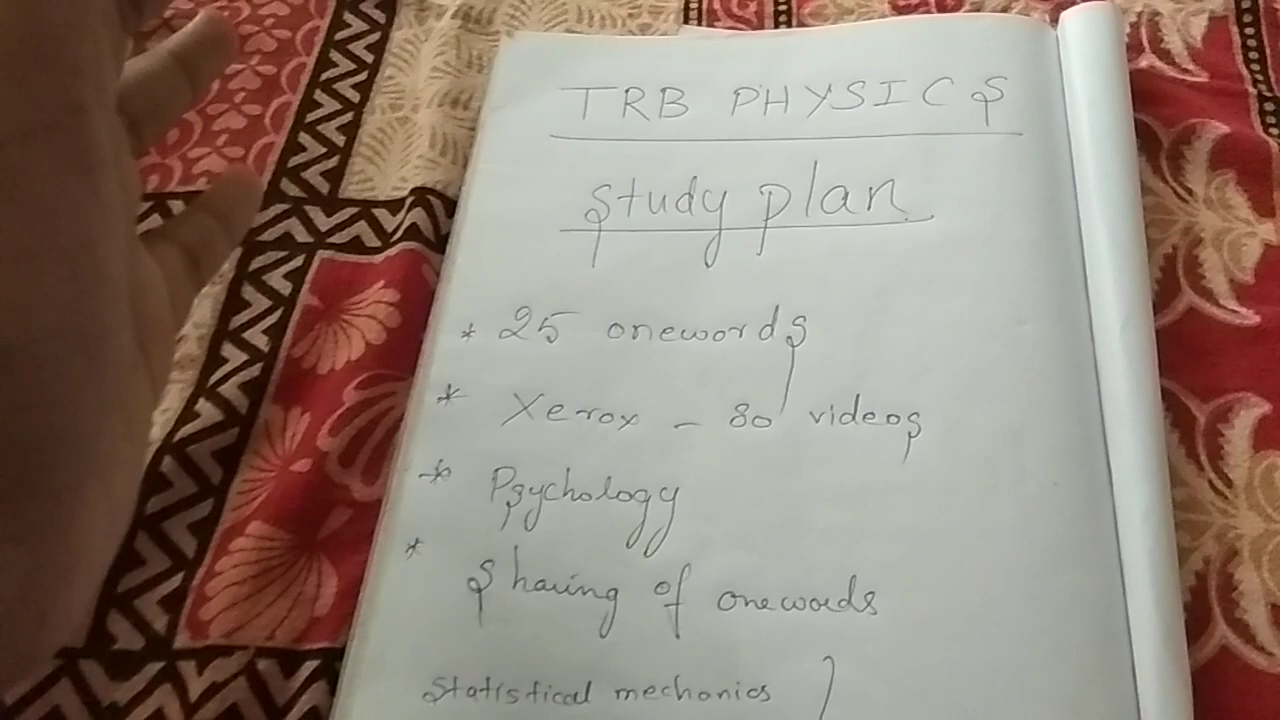 TRB PHYSICS
Study plan
* 25 onewords
* Xerox - 80 videos
* Psychology
* Sharing of onewords
Statistical mechanics }